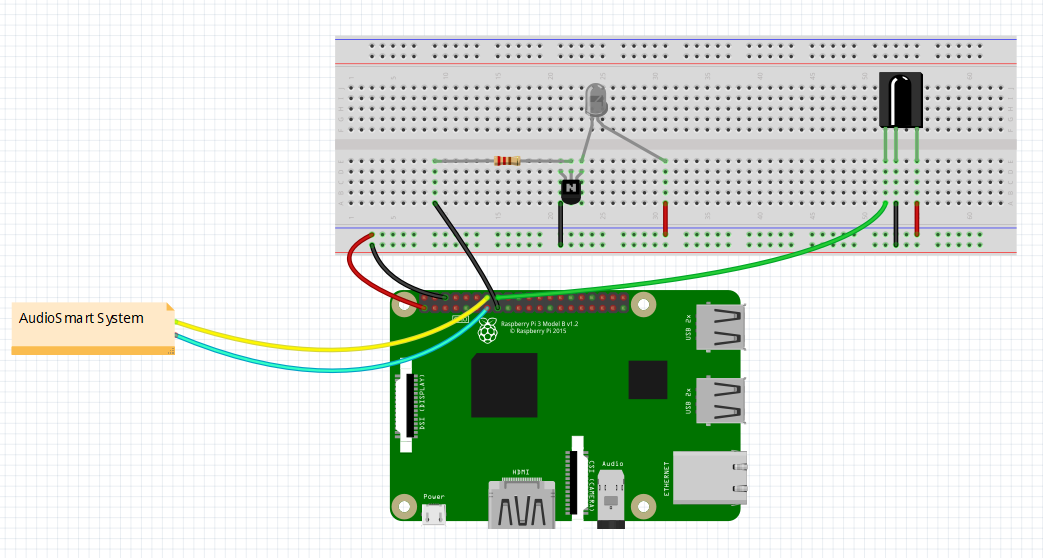 AudioSmart System
Raspberry Pi 3 Model B v1.2
© Raspberry Pi 2015
USB 2x
DSI (DISPLAY)
USB 2x
HDMI
CSI (CAMERA)
Audio
ETHERNET
Power
N